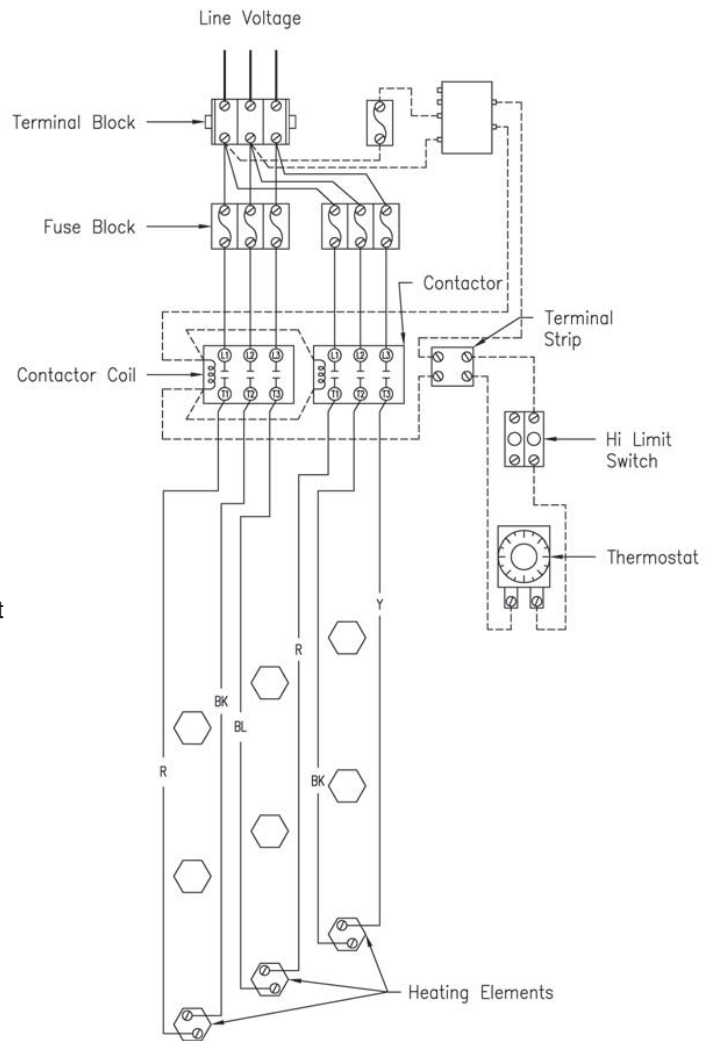 Line Voltage
Terminal Block
Fuse Block
Contactor
Terminal
Strip
L1 L2 L3 L1 L2 L3
Contactor Coil
T1 T2 T3 T1 T2 T3
Hi Limit
Switch
Thermostat
t
Y
R
BK
BL
R
BK
Heating Elements